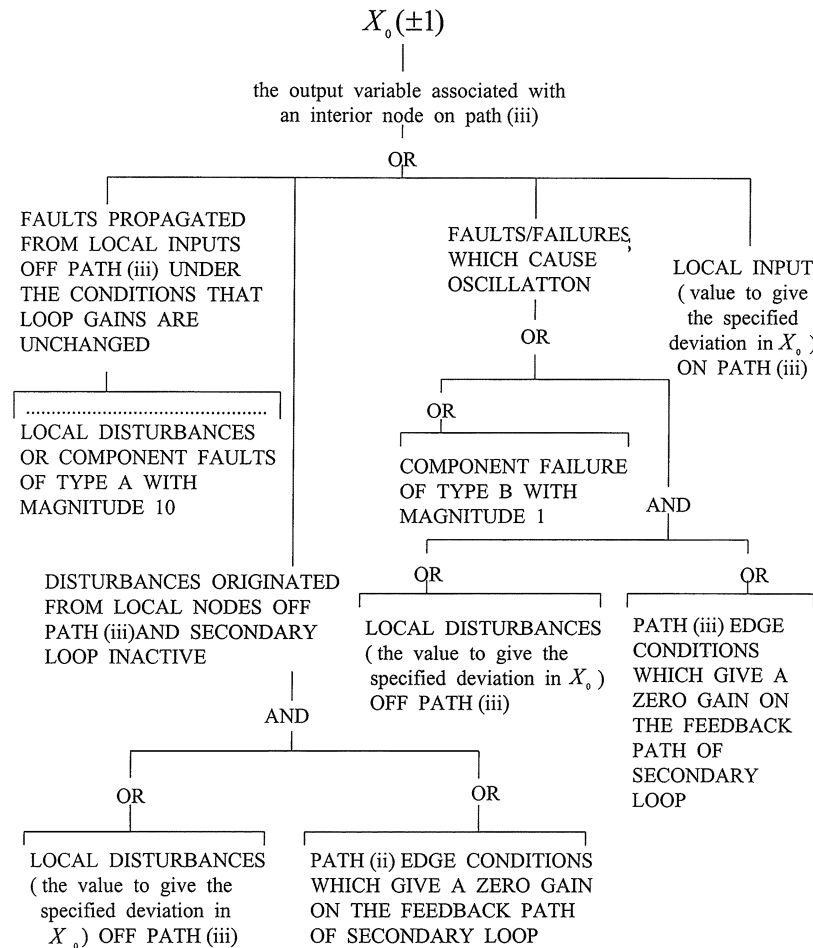 X₀(±1)
the output variable associated with
an interior node on path (iii)
OR
FAULTS PROPAGATED
FROM LOCAL INPUTS
OFF PATH (iii) UNDER
THE CONDITIONS THAT
LOOP GAINS ARE
UNCHANGED
LOCAL DISTURBANCES
OR COMPONENT FAULTS
OF TYPE A WITH
MAGNITUDE 10
FAULTS/FAILURES,
WHICH CAUSE
OSCILLATTON
OR
LOCAL INPUT
( value to give
the specified
deviation in X₀ )
ON PATH (iii)
OR
COMPONENT FAILURE
OF TYPE B WITH
MAGNITUDE 1
AND
OR
LOCAL DISTURBANCES
( the value to give the
specified deviation in X₀ )
OFF PATH (iii)
OR
PATH (iii) EDGE
CONDITIONS
WHICH GIVE A
ZERO GAIN ON
THE FEEDBACK
PATH OF
SECONDARY
LOOP
DISTURBANCES ORIGINATED
FROM LOCAL NODES OFF
PATH (iii)AND SECONDARY
LOOP INACTIVE
AND
OR
LOCAL DISTURBANCES
( the value to give the
specified deviation in
X₀ ) OFF PATH (iii)
OR
PATH (ii) EDGE CONDITIONS
WHICH GIVE A ZERO GAIN
ON THE FEEDBACK PATH
OF SECONDARY LOOP